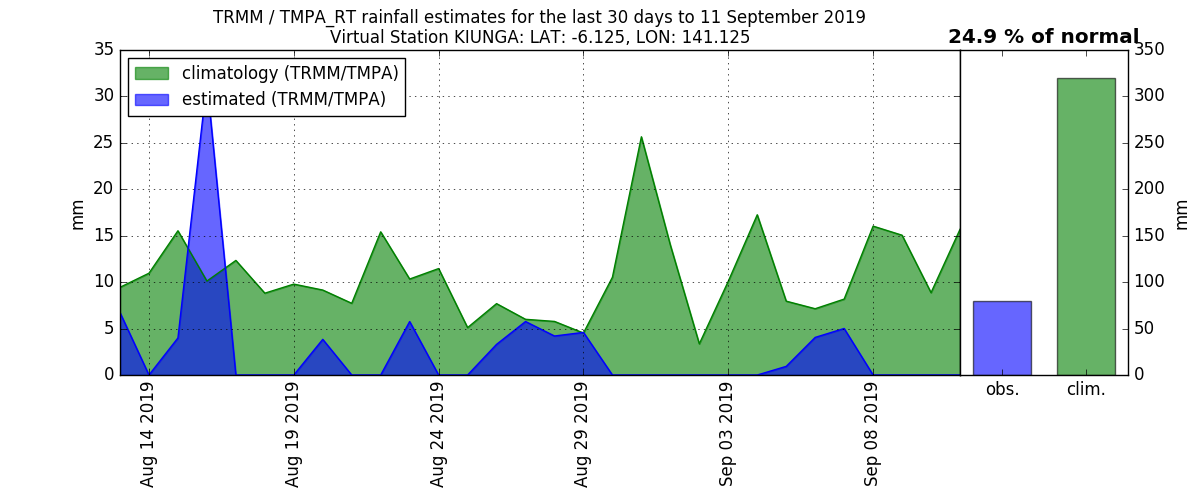 TRMM / TMPA_RT rainfall estimates for the last 30 days to 11 September 2019
Virtual Station KIUNGA: LAT: -6.125, LON: 141.125
24.9 % of normal
climatology (TRMM/TMPA)
estimated (TRMM/TMPA)
35
30
25
20
15
10
5
0
mm
Aug 14 2019
Aug 19 2019
Aug 24 2019
Aug 29 2019
Sep 03 2019
Sep 08 2019
350
300
250
200
150
100
50
0
mm
obs.
clim.